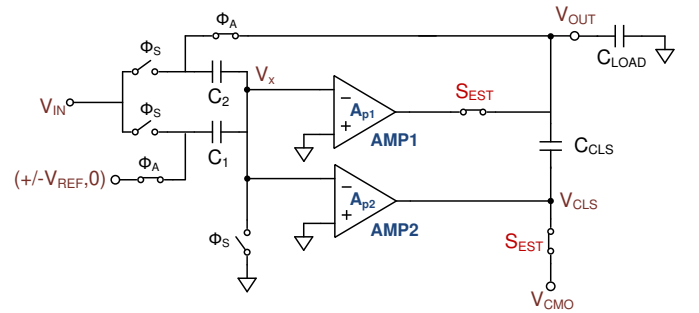 Φ_A
V_OUT
C_LOAD
Φ_S
C_2
V_x
V_IN
S_EST
−
A_p1
+
AMP1
Φ_S
C_1
C_CLS
Φ_A
(+/-V_REF,0)
−
A_p2
+
AMP2
V_CLS
Φ_S
S_EST
V_CMO